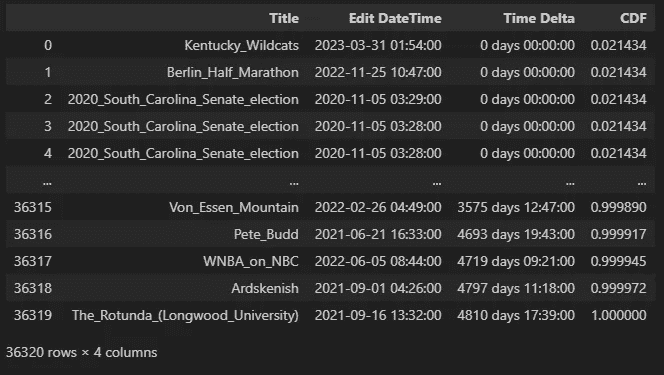 Title Edit DateTime Time Delta CDF
0 Kentucky_Wildcats 2023-03-31 01:54:00 0 days 00:00:00 0.021434
1 Berlin_Half_Marathon 2022-11-25 10:47:00 0 days 00:00:00 0.021434
2 2020_South_Carolina_Senate_election 2020-11-05 03:29:00 0 days 00:00:00 0.021434
3 2020_South_Carolina_Senate_election 2020-11-05 03:28:00 0 days 00:00:00 0.021434
4 2020_South_Carolina_Senate_election 2020-11-05 03:28:00 0 days 00:00:00 0.021434
... ... ... ... ...
36315 Von_Essen_Mountain 2022-02-26 04:49:00 3575 days 12:47:00 0.999890
36316 Pete_Budd 2021-06-21 16:33:00 4693 days 19:43:00 0.999917
36317 WNBA_on_NBC 2022-06-05 08:44:00 4719 days 09:21:00 0.999945
36318 Ardskenish 2021-09-01 04:26:00 4797 days 11:18:00 0.999972
36319 The_Rotunda_(Longwood_University) 2021-09-16 13:32:00 4810 days 17:39:00 1.000000
36320 rows × 4 columns